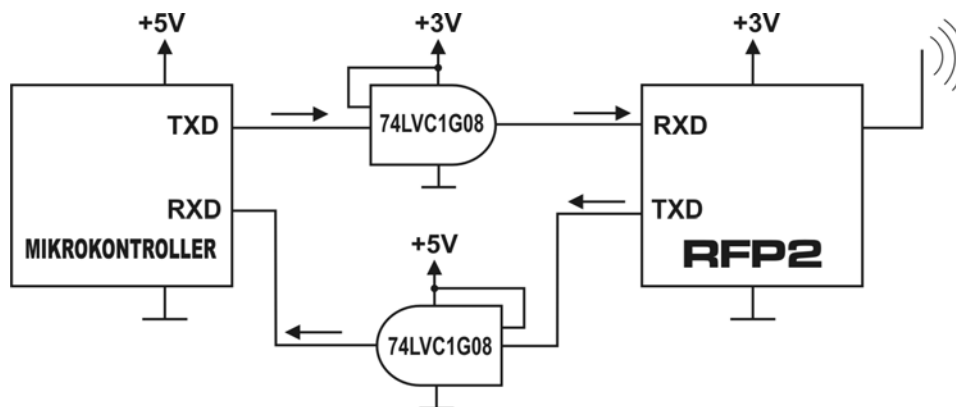 +5V
+3V
+3V
TXD
74LVC1G08
RXD
RXD
TXD
MIKROKONTROLLER
+5V
RFP2
74LVC1G08